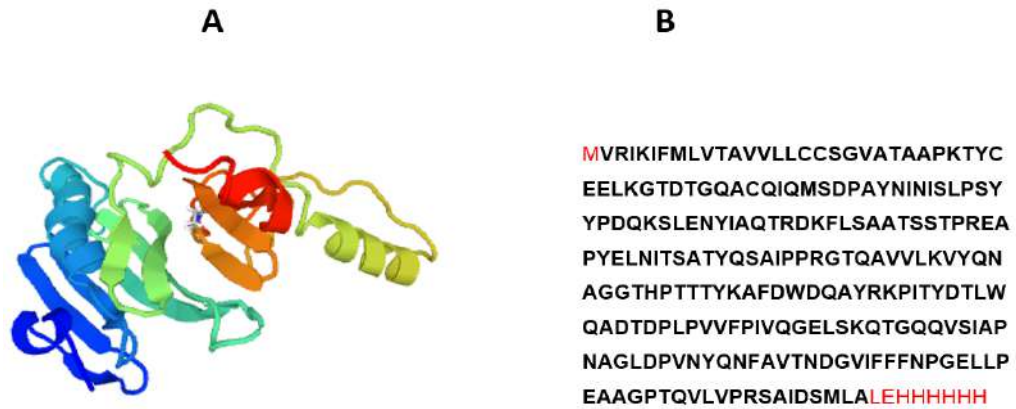 A
B
MVRIKIFMLVTAVVLLCCSGVATAAPKTYC
EELKGTDTGQACQIQMSDPAYNINISLPSY
YPDQKSLENYIAQTRDKFLSAATSSTPREA
PYELNITSATYQSAIPPRGTQAVVLKVYQN
AGGTHPTTTYKAFDWDQAYRKPITYDTLW
QADTDPLPVVFPIVQGELSKQTGQQVSIAP
NAGLDPVNYQNFAVTNDGVIFFFNPGELLP
EAAGPTQVLVPRSAIDSMLALEHHHHHH